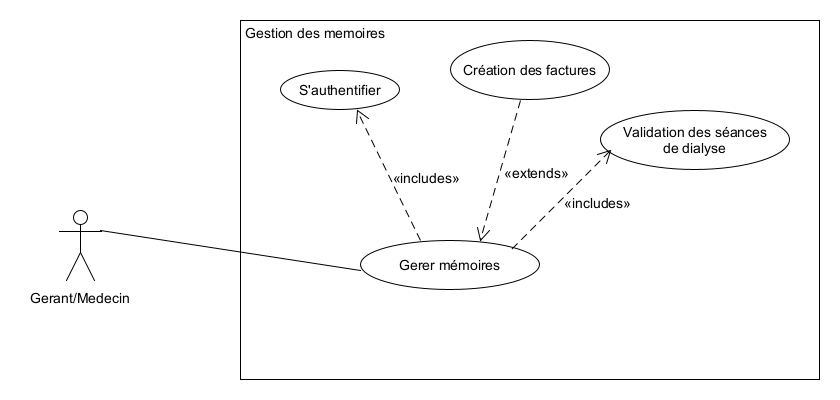 Gestion des memoires
Création des factures
S'authentifier
Validation des séances
de dialyse
«extends»
«includes»
«includes»
Gerer mémoires
Gerant/Medecin